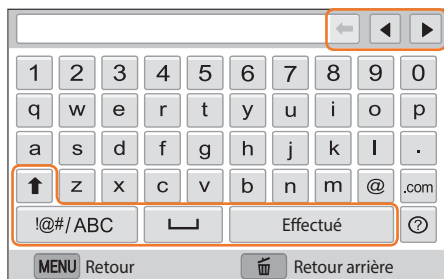 1 2 3 4 5 6 7 8 9 0
q w e r t y u i o p
a s d f g h j k l .
z x c v b n m @ .com
!@#/ABC Effectué ?
MENU Retour Retour arrière